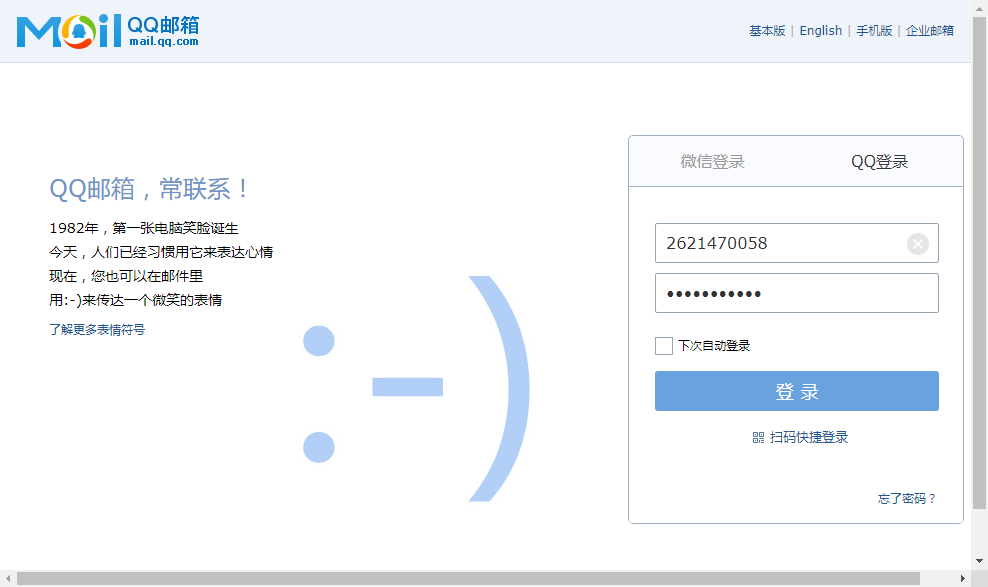 Mail QQ邮箱
mail.qq.com
基本版 | English | 手机版 | 企业邮箱
微信登录 QQ登录
QQ邮箱，常联系！
1982年，第一张电脑笑脸诞生
今天，人们已经习惯用它来表达心情
现在，您也可以在邮件里
用:-)来传达一个微笑的表情
了解更多表情符号
:-)
2621470058
•••••••••••
下次自动登录
登 录
扫码快捷登录
忘了密码？